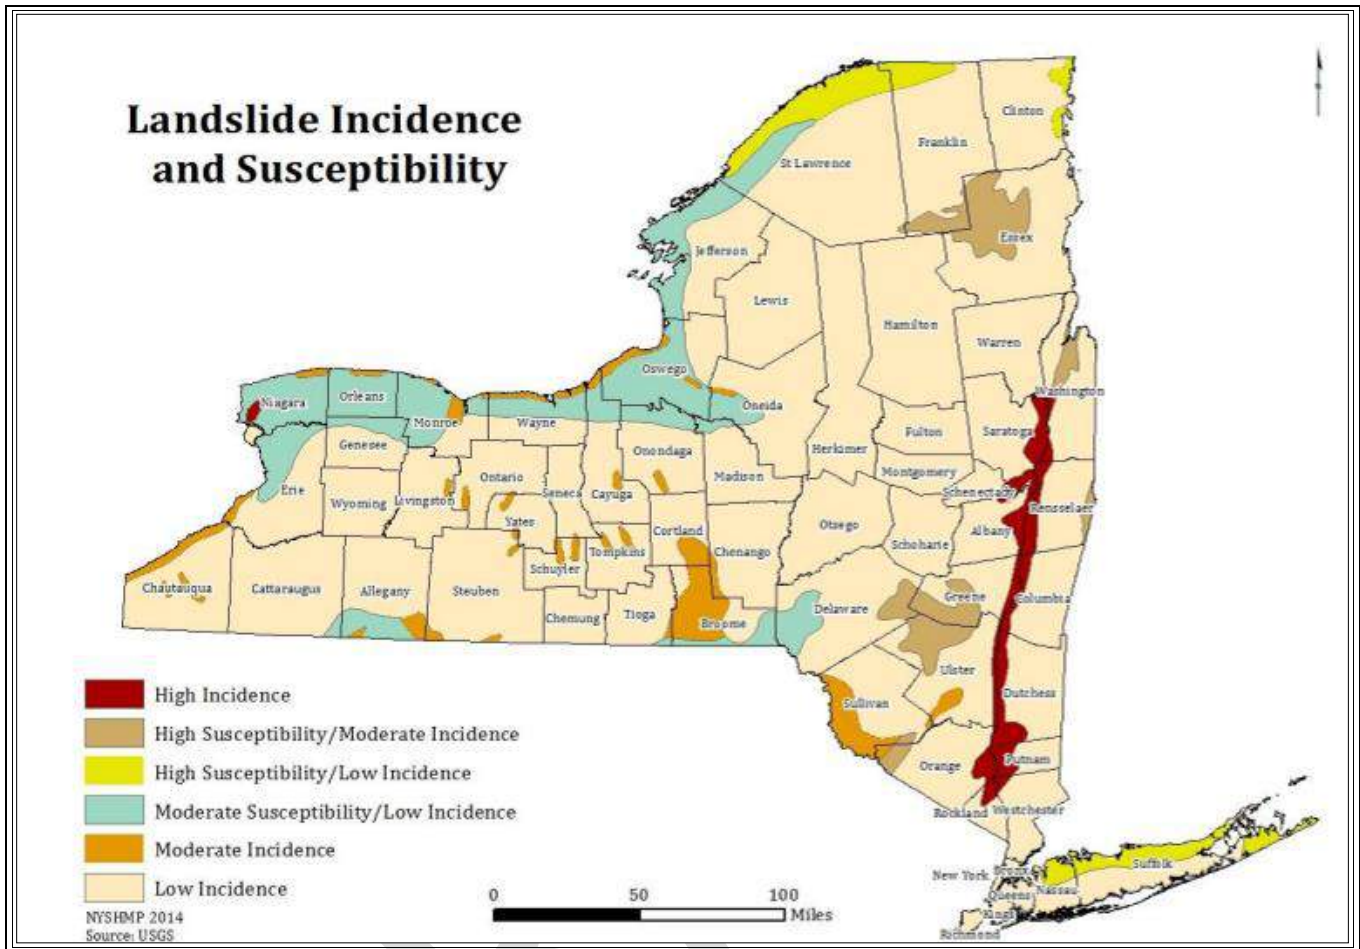 Landslide Incidence
and Susceptibility
Clinton
Franklin
St Lawrence
Essex
Jefferson
Lewis
Hamilton
Warren
Oswego
Washington
Niagara
Orleans
Monroe
Wayne
Oneida
Genesee
Onondaga
Herkimer
Fulton
Saratoga
Erie
Wyoming
Livingston
Ontario
Seneca
Cayuga
Madison
Montgomery
Schenectady
Rensselaer
Yates
Cortland
Otsego
Albany
Schoharie
Tompkins
Chenango
Schuyler
Chautauqua
Cattaraugus
Allegany
Steuben
Chemung
Tioga
Broome
Delaware
Greene
Columbia
Ulster
Sullivan
Dutchess
Orange
Putnam
Rockland
Westchester
Suffolk
New York
Bronx
Nassau
Queens
Kings
Richmond
High Incidence
High Susceptibility/Moderate Incidence
High Susceptibility/Low Incidence
Moderate Susceptibility/Low Incidence
Moderate Incidence
Low Incidence
NYSHMP 2014
Source: USGS
0 50 100
Miles